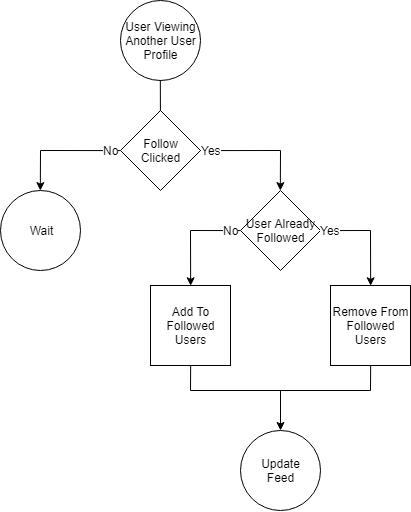 User Viewing
Another User
Profile
Follow
Clicked
No
Yes
Wait
User Already
Followed
No
Yes
Add To
Followed
Users
Remove From
Followed
Users
Update
Feed